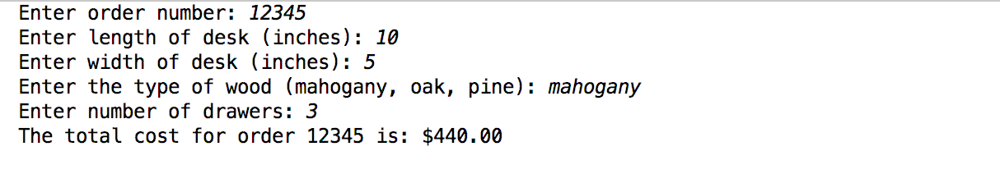 Enter order number: 12345
Enter length of desk (inches): 10
Enter width of desk (inches): 5
Enter the type of wood (mahogany, oak, pine): mahogany
Enter number of drawers: 3
The total cost for order 12345 is: $440.00